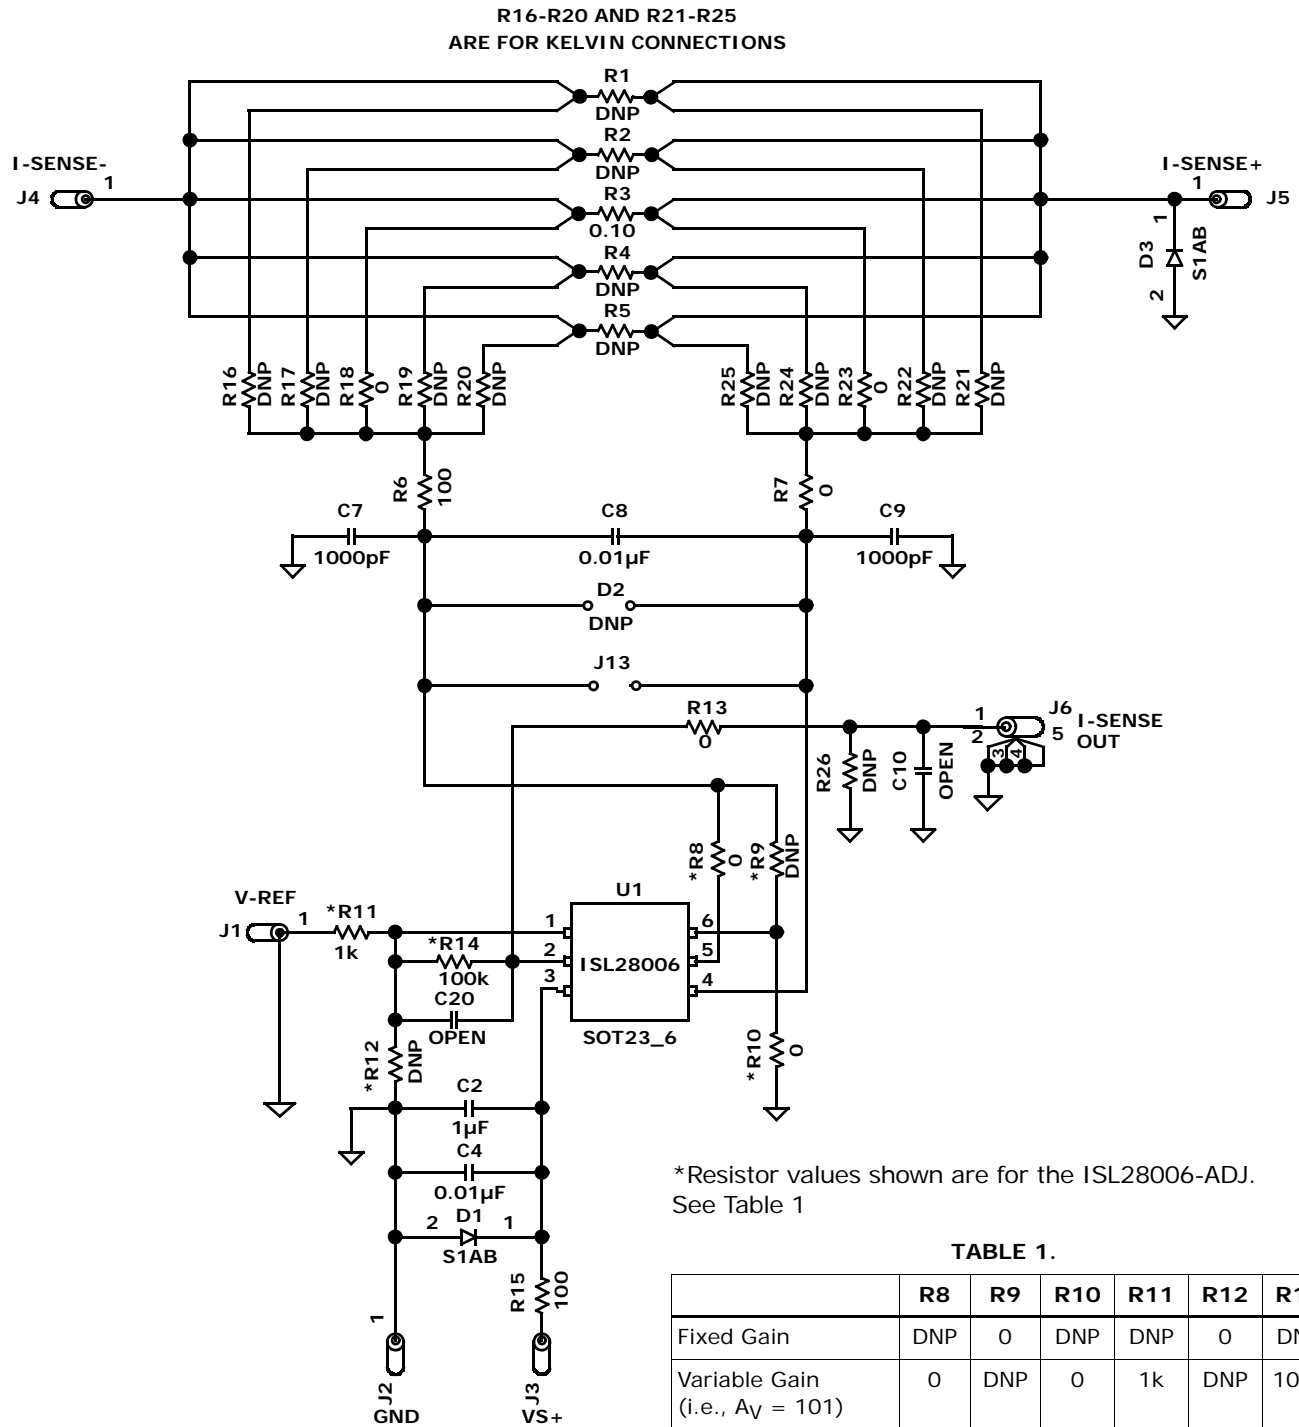 R16-R20 AND R21-R25
ARE FOR KELVIN CONNECTIONS
R1
DNP
R2
DNP
I-SENSE-
J4
1
R3
0.10
I-SENSE+
1
J5
R4
DNP
D3
1
2
S1AB
R5
DNP
R16
DNP
R17
DNP
R18
0
R19
DNP
R20
DNP
R25
DNP
R24
DNP
R23
0
R22
DNP
R21
DNP
R6
100
R7
0
C7
1000pF
C8
0.01µF
C9
1000pF
D2
DNP
J13
R13
0
R26
DNP
C10
OPEN
1
2
3
4
5
J6
I-SENSE
OUT
*R8
0
*R9
DNP
U1
V-REF
J1
1
*R11
1k
*R14
100k
C20
OPEN
1
2
3
ISL28006
6
5
4
SOT23_6
*R12
DNP
*R10
0
C2
1µF
C4
0.01µF
2
D1
1
S1AB
R15
100
1
J2
GND
J3
VS+
*Resistor values shown are for the ISL28006-ADJ.
See Table 1
TABLE 1.
R8 R9 R10 R11 R12
Fixed Gain DNP 0 DNP DNP 0
Variable Gain 0 DNP 0 1k DNP
(i.e., AV = 101)